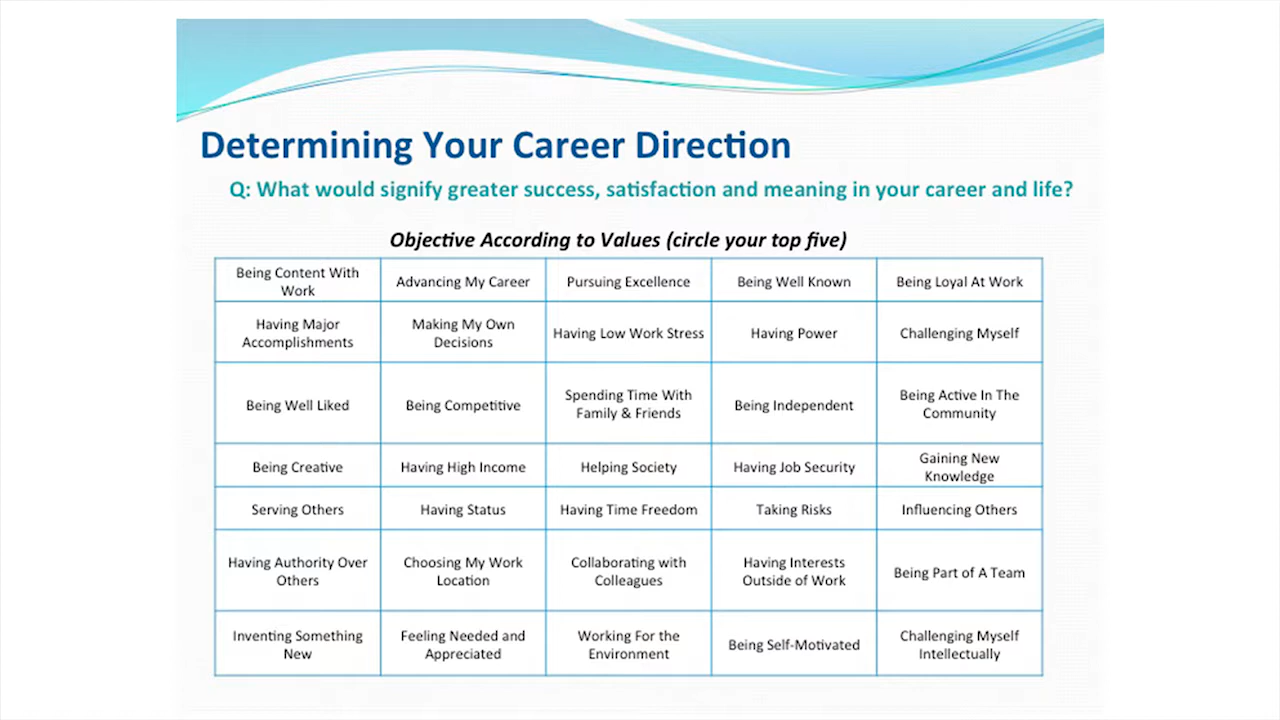 Determining Your Career Direction
Q: What would signify greater success, satisfaction and meaning in your career and life?
Objective According to Values (circle your top five)
Being Content With
Work
Advancing My Career
Pursuing Excellence
Being Well Known
Being Loyal At Work
Having Major
Accomplishments
Making My Own
Decisions
Having Low Work Stress
Having Power
Challenging Myself
Being Well Liked
Being Competitive
Spending Time With
Family & Friends
Being Independent
Being Active In The
Community
Being Creative
Having High Income
Helping Society
Having Job Security
Gaining New
Knowledge
Serving Others
Having Status
Having Time Freedom
Taking Risks
Influencing Others
Having Authority Over
Others
Choosing My Work
Location
Collaborating with
Colleagues
Having Interests
Outside of Work
Being Part of A Team
Inventing Something
New
Feeling Needed and
Appreciated
Working For the
Environment
Being Self-Motivated
Challenging Myself
Intellectually